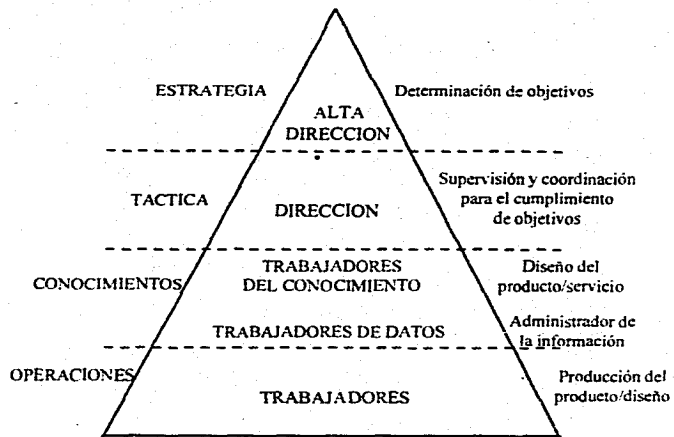 ESTRATEGIA
Determinación de objetivos
ALTA
DIRECCION
TACTICA
DIRECCION
Supervisión y coordinación
para el cumplimiento
de objetivos
CONOCIMIENTOS
TRABAJADORES
DEL CONOCIMIENTO
Diseño del
producto/servicio
TRABAJADORES DE DATOS
Administrador de
la información
OPERACIONES
TRABAJADORES
Producción del
producto/diseño